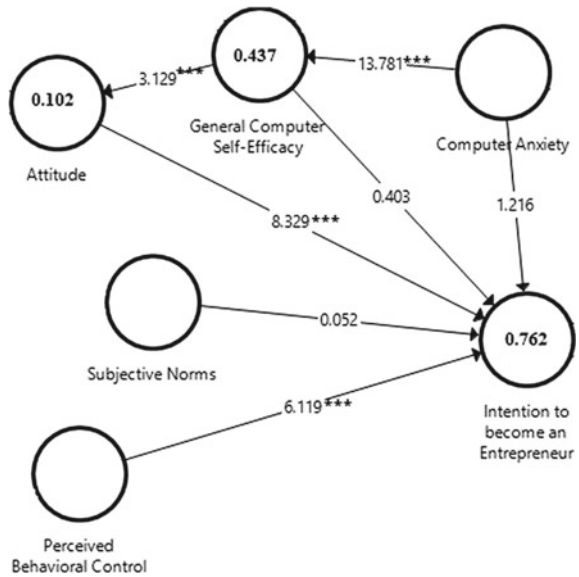 0.437
13.781***
3.129***
0.102
General Computer
Self-Efficacy
Computer Anxiety
Attitude
0.403
1.216
8.329***
0.052
Subjective Norms
0.762
6.119***
Intention to
become an
Entrepreneur
Perceived
Behavioral Control